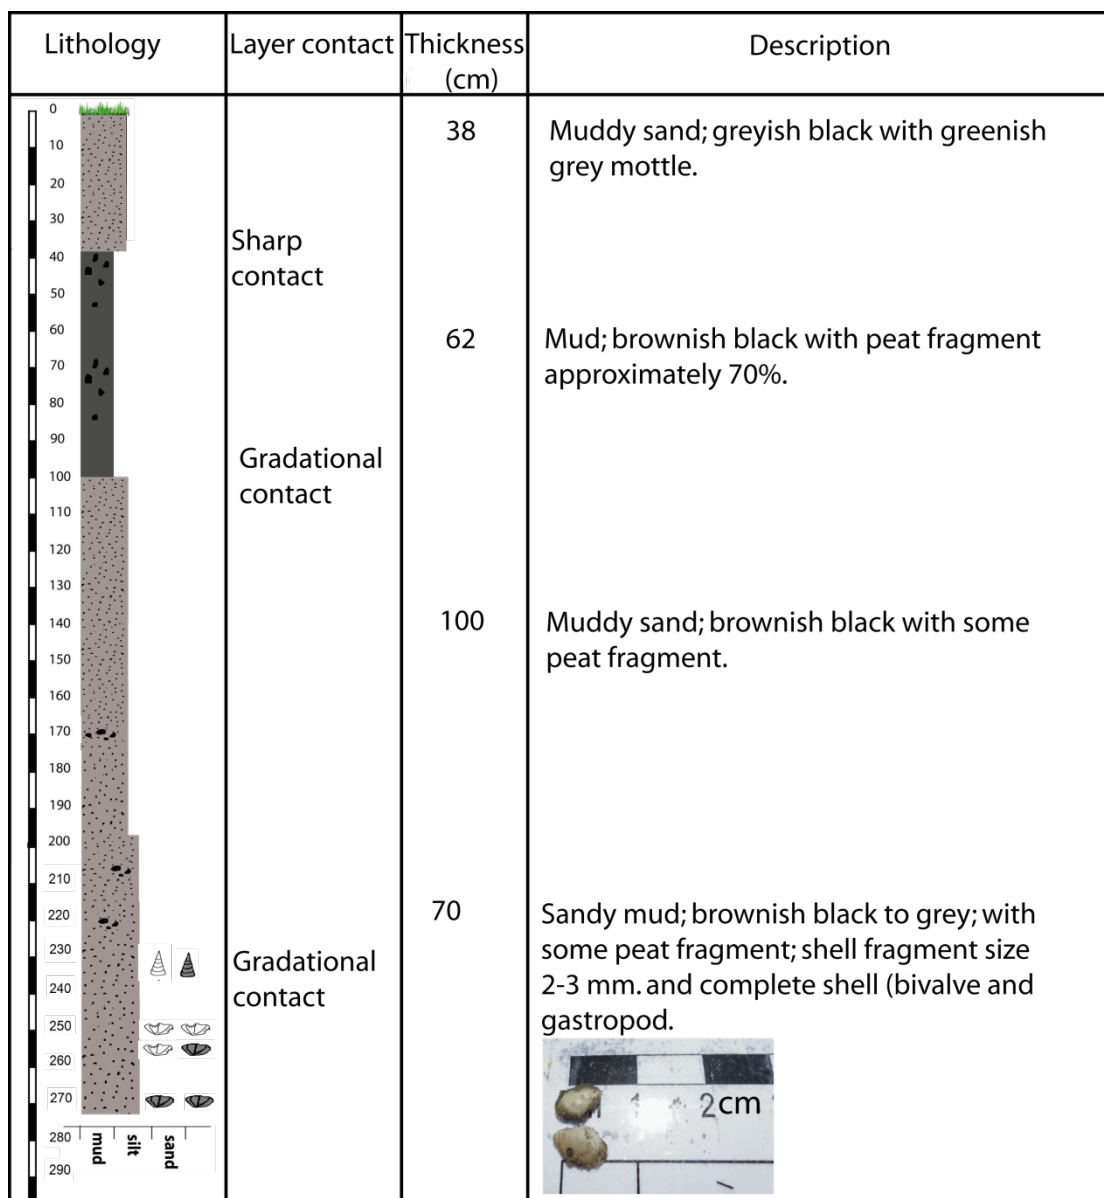 Lithology
Layer contact
Thickness
(cm)
Description
0
10
20
30
40
50
60
70
80
90
100
110
120
130
140
150
160
170
180
190
200
210
220
230
240
250
260
270
280
290
mud
silt
sand
Sharp
contact
Gradational
contact
Gradational
contact
38
62
100
70
Muddy sand; greyish black with greenish
grey mottle.
Mud; brownish black with peat fragment
approximately 70%.
Muddy sand; brownish black with some
peat fragment.
Sandy mud; brownish black to grey; with
some peat fragment; shell fragment size
2-3 mm. and complete shell (bivalve and
gastropod.
1 2 cm